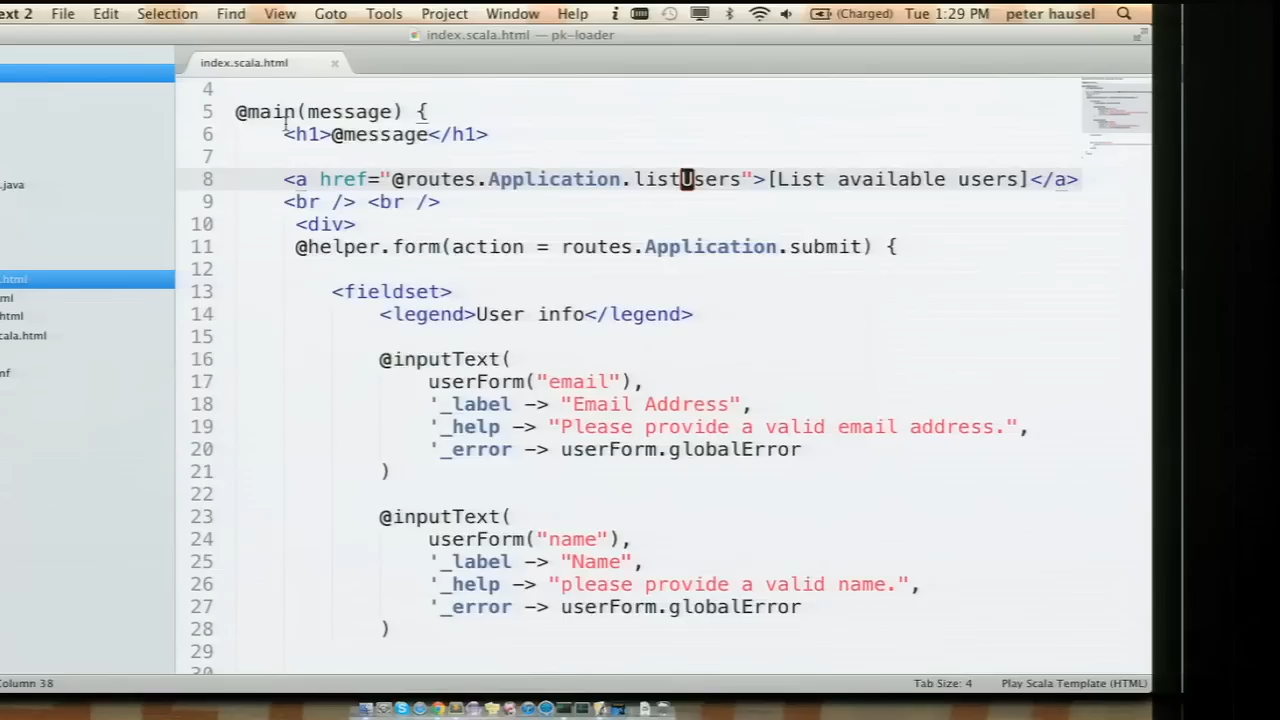 ext 2 File Edit Selection Find View Goto Tools Project Window Help (Charged) Tue 1:29 PM peter hausel
index.scala.html — pk-loader
index.scala.html
4
5 @main(message) {
6 <h1>@message</h1>
7
8 <a href="@routes.Application.listUsers">[List available users]</a>
9 <br /> <br />
10 <div>
11 @helper.form(action = routes.Application.submit) {
12
13 <fieldset>
14 <legend>User info</legend>
15
16 @inputText(
17 userForm("email"),
18 '_label -> "Email Address",
19 '_help -> "Please provide a valid email address.",
20 '_error -> userForm.globalError
21 )
22
23 @inputText(
24 userForm("name"),
25 '_label -> "Name",
26 '_help -> "please provide a valid name.",
27 '_error -> userForm.globalError
28 )
29
30
.java
.html
ml
html
cala.html
nf
Column 38 Tab Size: 4 Play Scala Template (HTML)